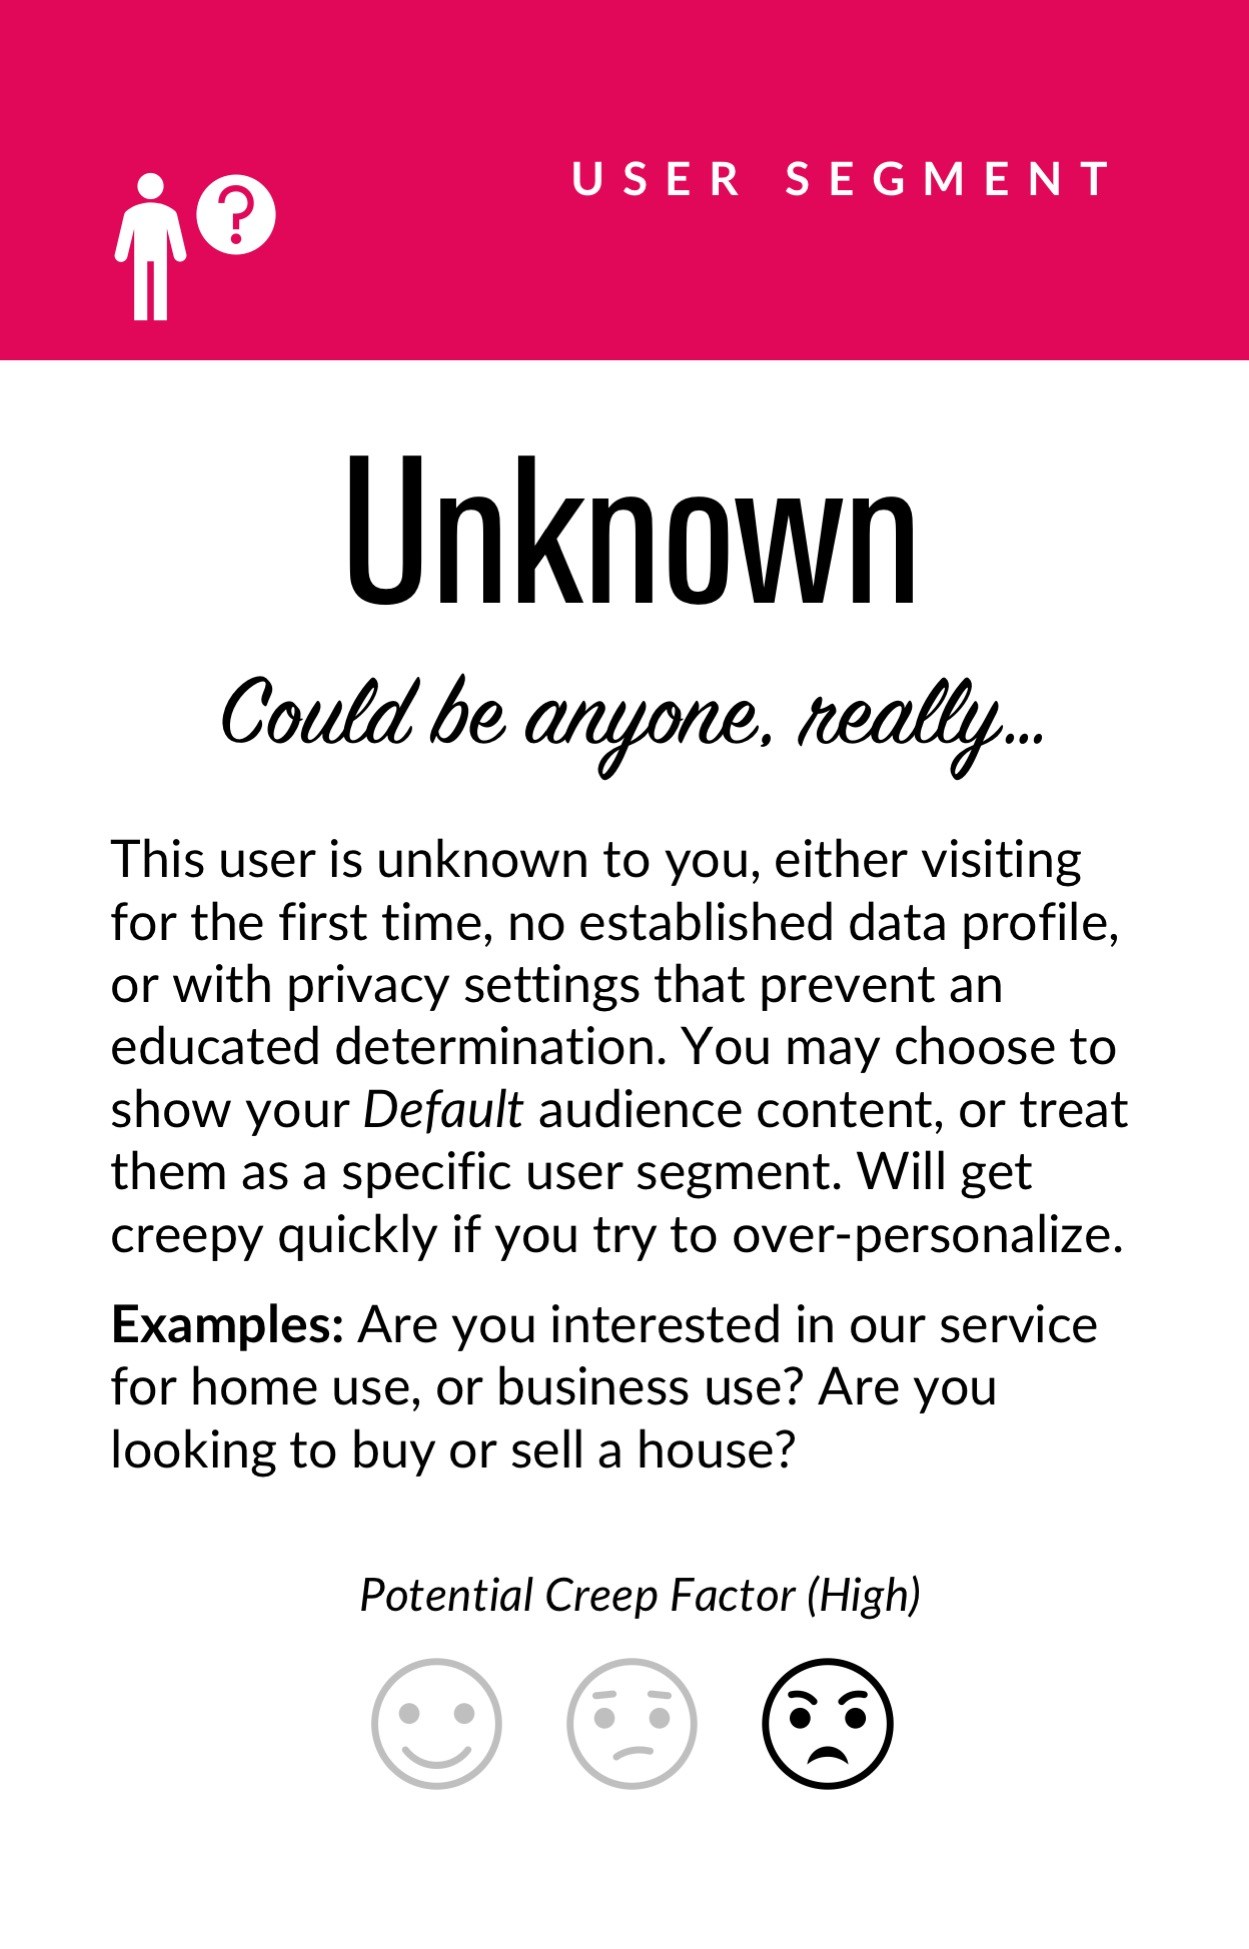 ?
USER SEGMENT
Unknown
Could be anyone, really...
This user is unknown to you, either visiting
for the first time, no established data profile,
or with privacy settings that prevent an
educated determination. You may choose to
show your Default audience content, or treat
them as a specific user segment. Will get
creepy quickly if you try to over-personalize.
Examples: Are you interested in our service
for home use, or business use? Are you
looking to buy or sell a house?
Potential Creep Factor (High)